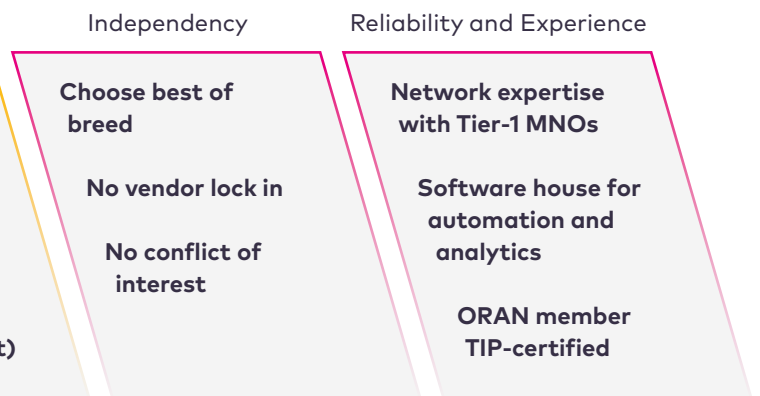 Independency
Choose best of
breed
No vendor lock in
No conflict of
interest
Reliability and Experience
Network expertise
with Tier-1 MNOs
Software house for
automation and
analytics
ORAN member
TIP-certified
t)